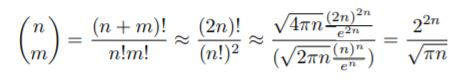 \binom{n}{m} = \frac{(n+m)!}{n!m!} \approx \frac{(2n)!}{(n!)^2} \approx \frac{\sqrt{4\pi n}\frac{(2n)^{2n}}{e^{2n}}}{(\sqrt{2\pi n}\frac{(n)^n}{e^n})} = \frac{2^{2n}}{\sqrt{\pi n}}